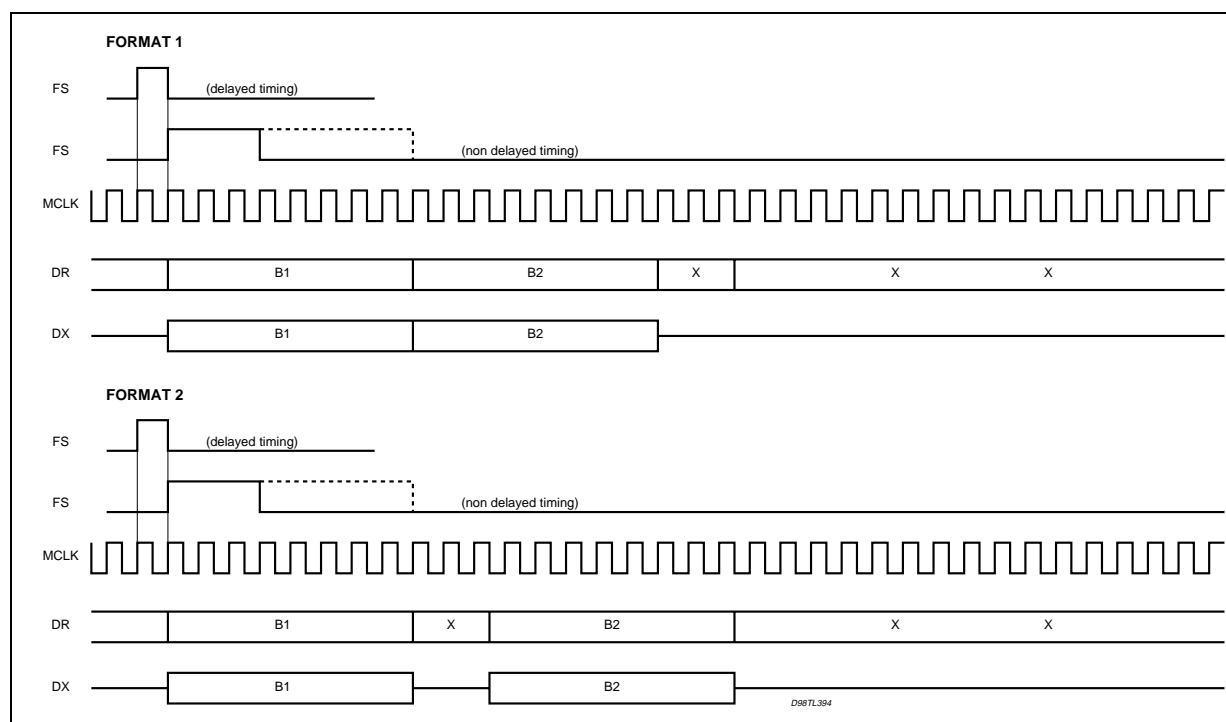 FORMAT 1
FS (delayed timing)
FS (non delayed timing)
MCLK
DR B1 B2 X X X
DX B1 B2
FORMAT 2
FS (delayed timing)
FS (non delayed timing)
MCLK
DR B1 X B2 X X
DX B1 B2
D98TL394